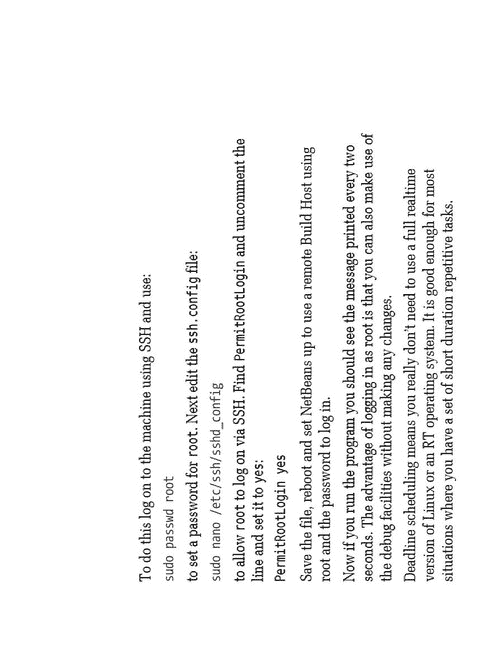 To do this log on to the machine using SSH and use:
sudo passwd root
to set a password for root. Next edit the ssh.config file:
sudo nano /etc/ssh/sshd_config
to allow root to log on via SSH. Find PermitRootLogin and uncomment the
line and set it to yes:
PermitRootLogin yes
Save the file, reboot and set NetBeans up to use a remote Build Host using
root and the password to log in.
Now if you run the program you should see the message printed every two
seconds. The advantage of logging in as root is that you can also make use of
the debug facilities without making any changes.
Deadline scheduling means you really don't need to use a full realtime
version of Linux or an RT operating system. It is good enough for most
situations where you have a set of short duration repetitive tasks.